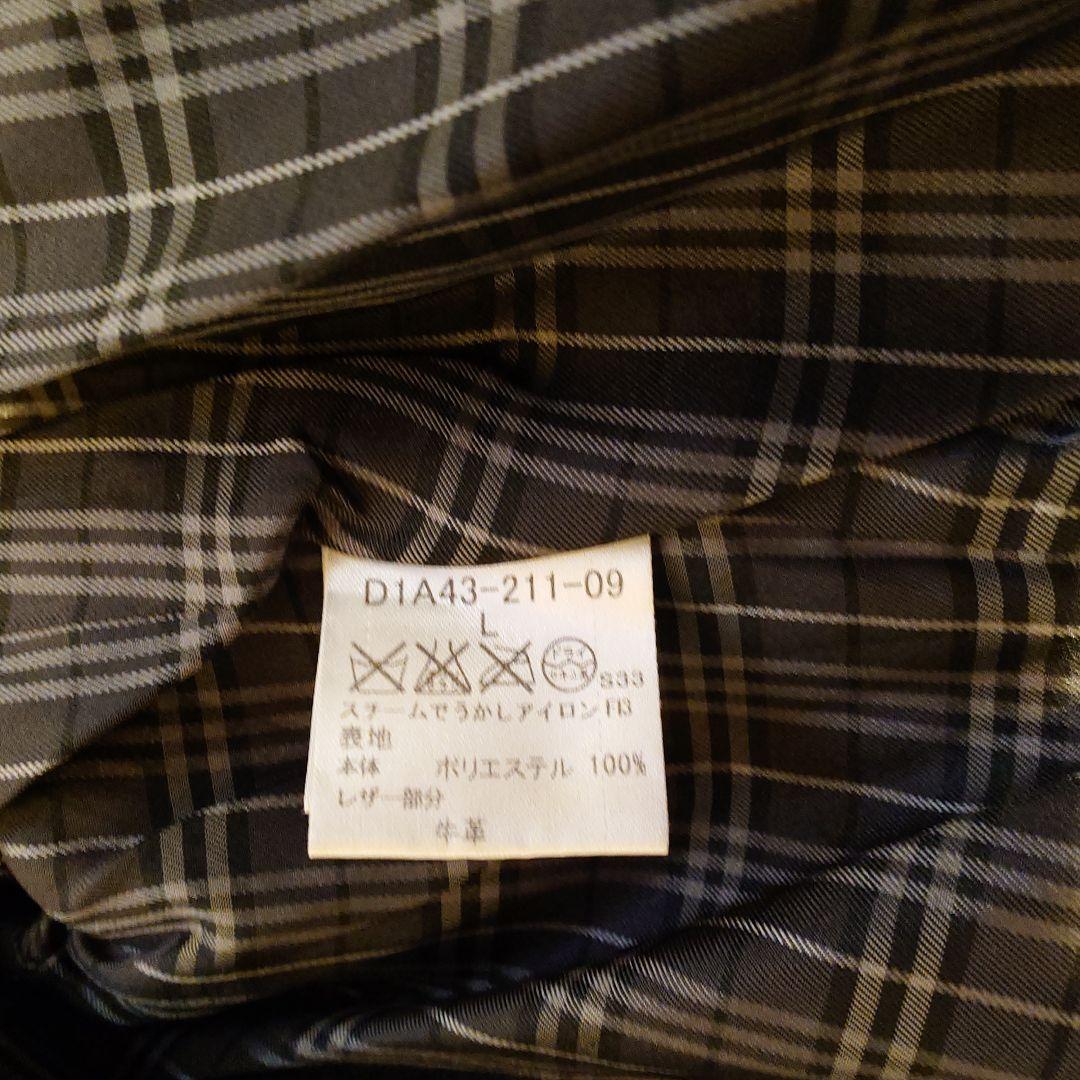 D1A43-211-09
L
ドライ S33
スチームでうかしアイロン FI3
表地
本体 ポリエステル 100%
レザー部分
牛革